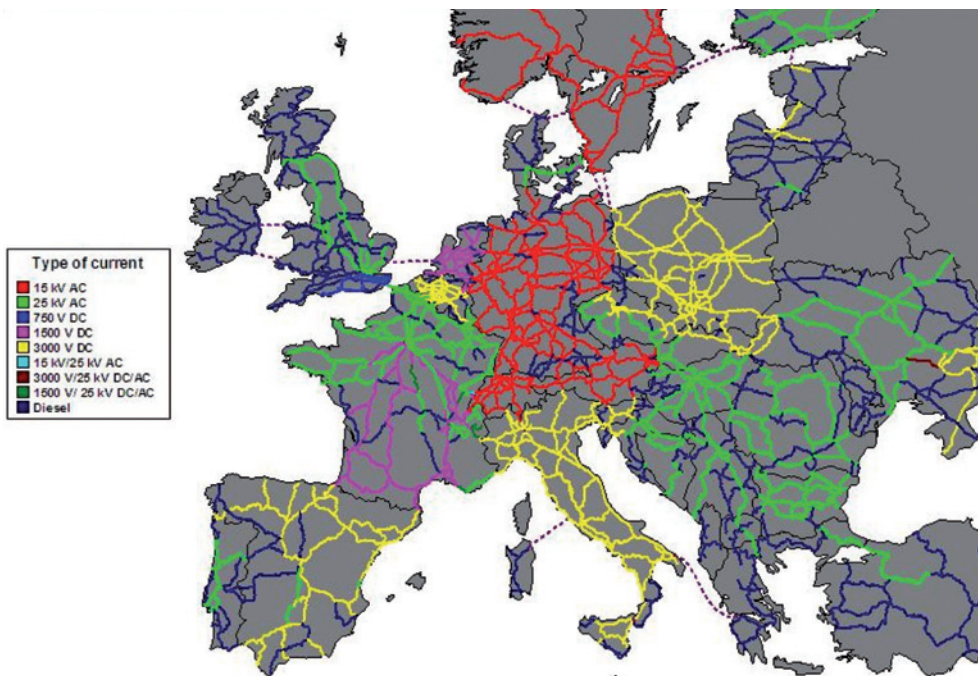 Type of current
15 kV AC
25 kV AC
750 V DC
1500 V DC
3000 V DC
15 kV/25 kV AC
3000 V/25 kV DC/AC
1500 V/ 25 kV DC/AC
Diesel